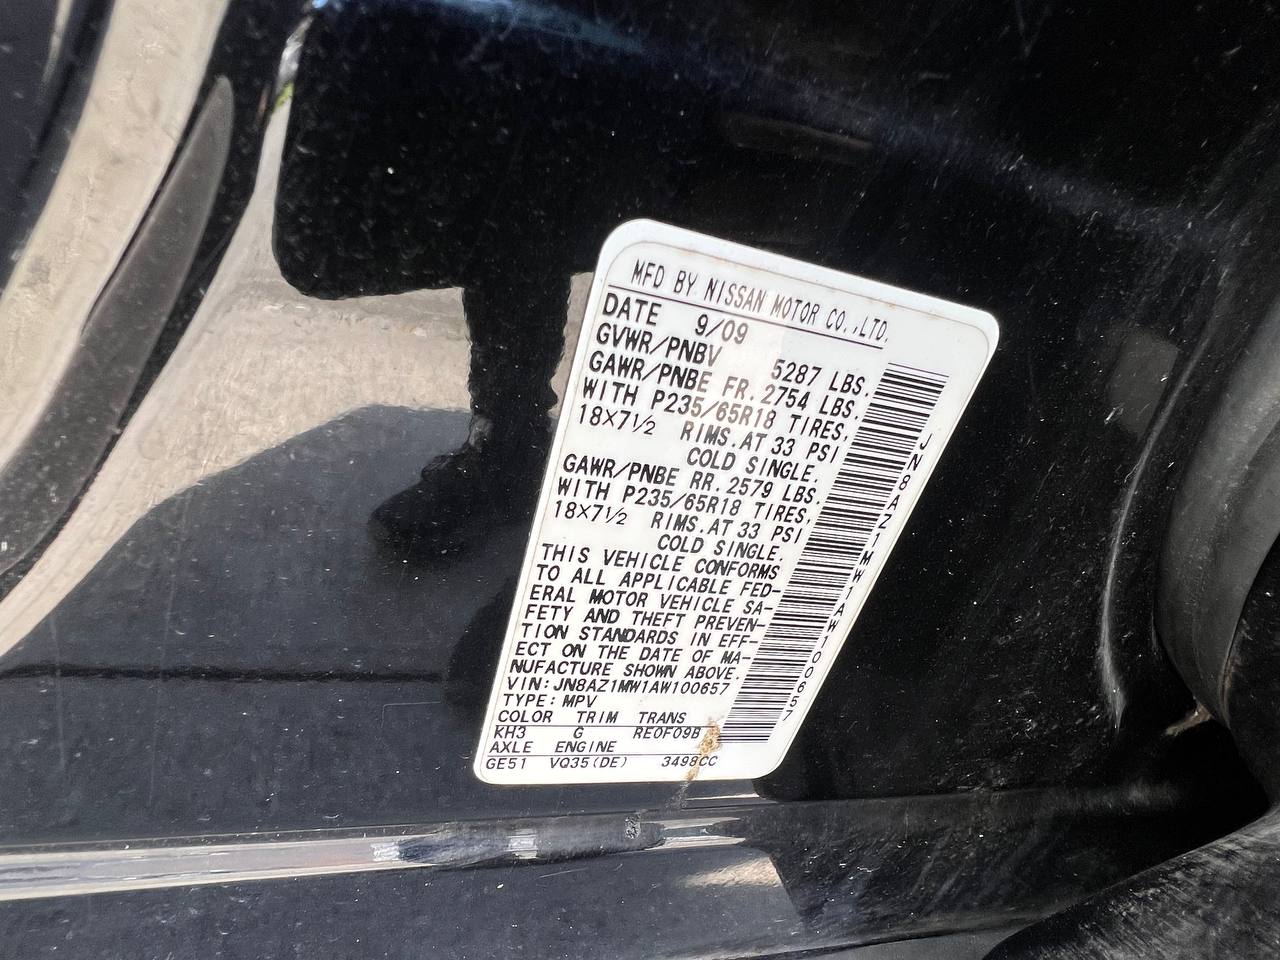 MFD BY NISSAN MOTOR CO.,LTD.
DATE 9/09
GVWR/PNBV 5287 LBS.
GAWR/PNBE FR. 2754 LBS.
WITH P235/65R18 TIRES,
18×7½ RIMS. AT 33 PSI
COLD SINGLE.
GAWR/PNBE RR. 2579 LBS.
WITH P235/65R18 TIRES,
18×7½ RIMS. AT 33 PSI
COLD SINGLE.
THIS VEHICLE CONFORMS
TO ALL APPLICABLE FED-
ERAL MOTOR VEHICLE SA-
FETY AND THEFT PREVEN-
TION STANDARDS IN EFF-
ECT ON THE DATE OF MA-
NUFACTURE SHOWN ABOVE.
VIN:JN8AZ1MW1AW100657
TYPE:MPV
COLOR TRIM TRANS
KH3 G RE0F09B
AXLE ENGINE
GE51 VQ35(DE) 3498CC
JN8AZ1MW1AW100657